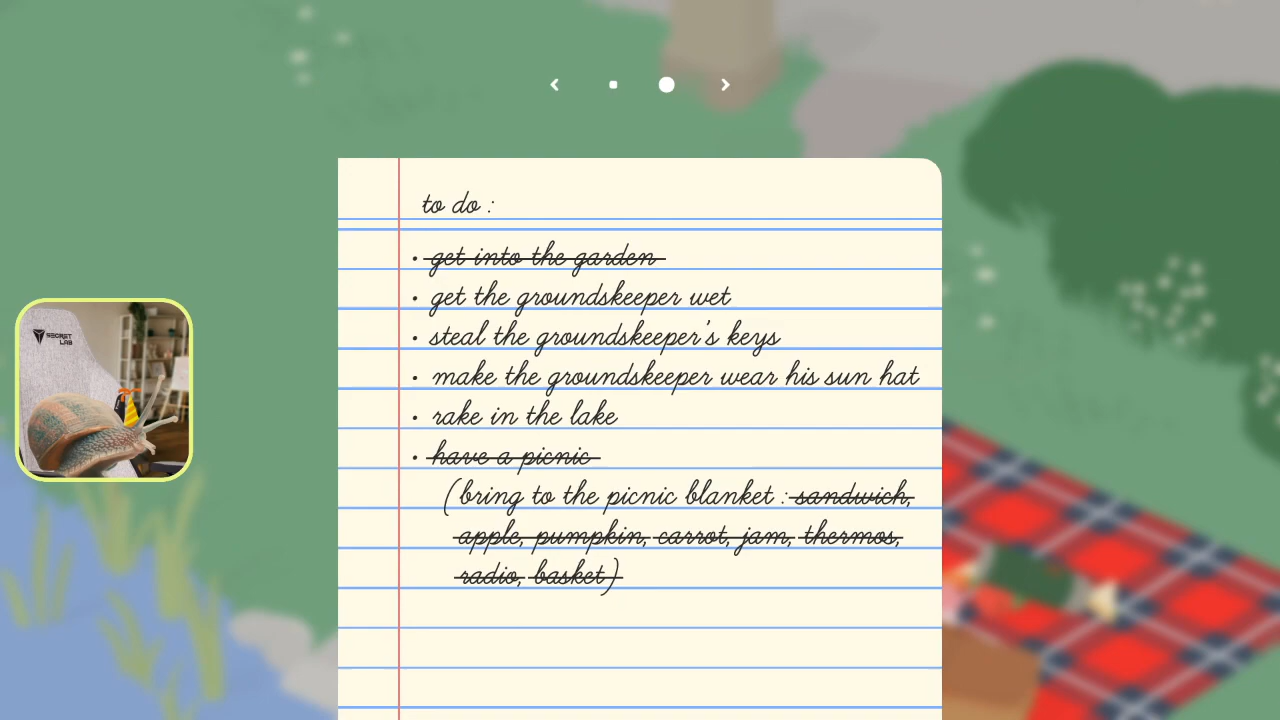 to do :
• get into the garden
• get the groundskeeper wet
• steal the groundskeeper's keys
• make the groundskeeper wear his sun hat
• rake in the lake
• have a picnic
(bring to the picnic blanket : sandwich,
apple, pumpkin, carrot, jam, thermos,
radio, basket)
SECRET
LAB